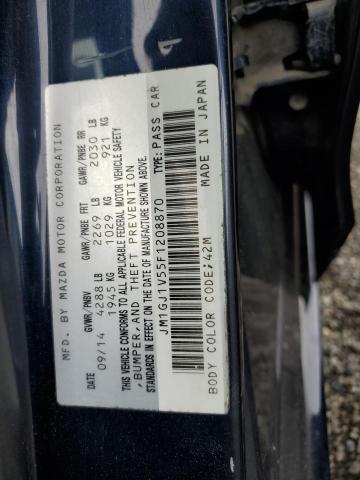 MFD. BY MAZDA MOTOR CORPORATION
DATE GVWR/PNBV GAWR/PNBE FRT GAWR/PNBE RR
09/14 4288 LB 2269 LB 2030 LB
1945 KG 1029 KG 921 KG
THIS VEHICLE CONFORMS TO ALL APPLICABLE FEDERAL MOTOR VEHICLE SAFETY
, BUMPER, AND THEFT PREVENTION
STANDARDS IN EFFECT ON THE DATE OF MANUFACTURE SHOWN ABOVE.
JM1GJ1V55F1208870 TYPE: PASS CAR
BODY COLOR CODE;42M MADE IN JAPAN